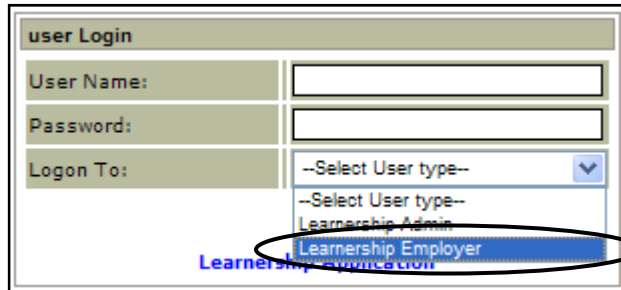 user Login
User Name:
Password:
Logon To: --Select User type--
--Select User type--
Learnership Admin
Learnership Employer
Learnership Application